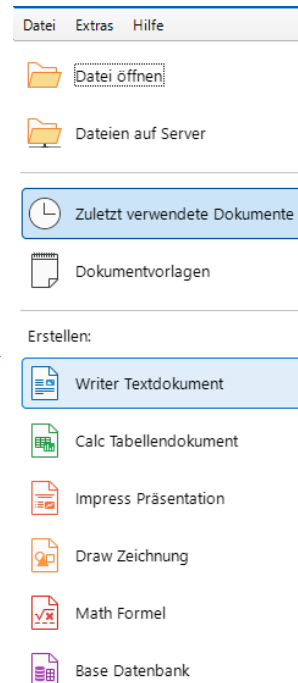 Datei Extras Hilfe
Datei öffnen
Dateien auf Server
Zuletzt verwendete Dokumente
Dokumentvorlagen
Erstellen:
Writer Textdokument
Calc Tabellendokument
Impress Präsentation
Draw Zeichnung
Math Formel
Base Datenbank